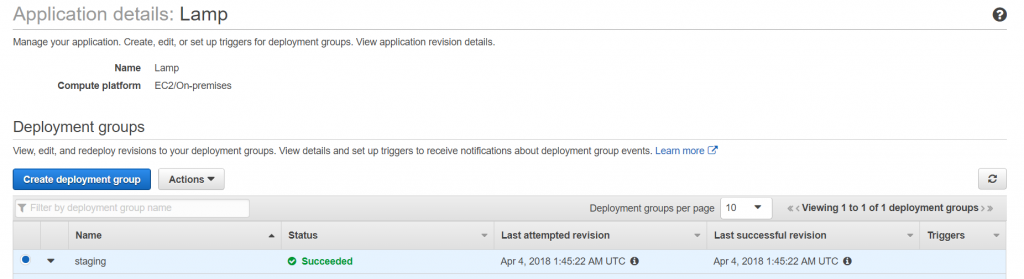 Application details: Lamp
Manage your application. Create, edit, or set up triggers for deployment groups. View application revision details.
Name Lamp
Compute platform EC2/On-premises
Deployment groups
View, edit, and redeploy revisions to your deployment groups. View details and set up triggers to receive notifications about deployment group events. Learn more
Create deployment group Actions
Filter by deployment group name Deployment groups per page 10 Viewing 1 to 1 of 1 deployment groups
Name Status Last attempted revision Last successful revision Triggers
staging Succeeded Apr 4, 2018 1:45:22 AM UTC Apr 4, 2018 1:45:22 AM UTC